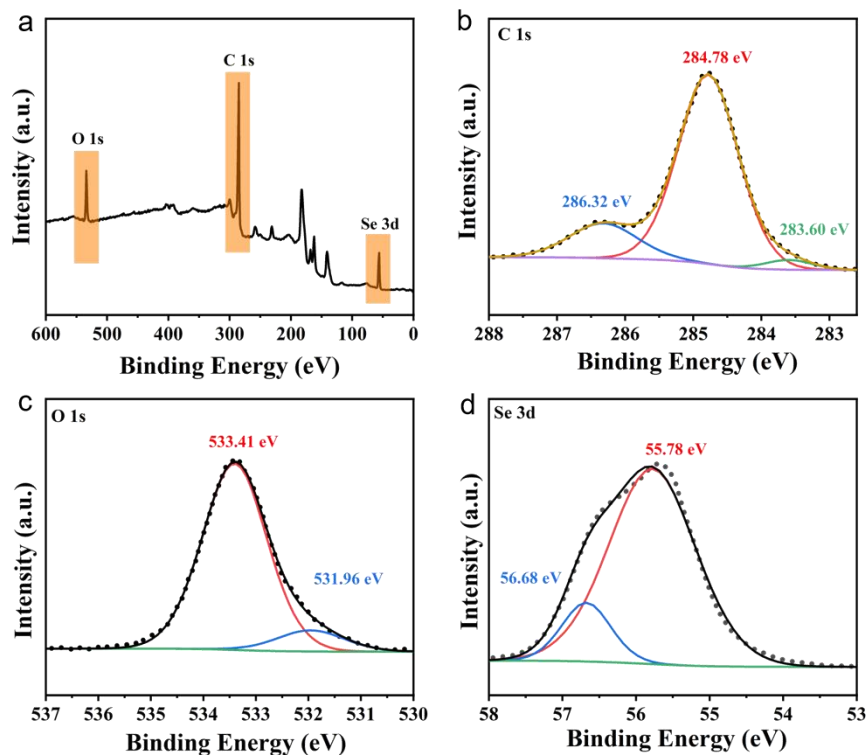 a
O 1s
C 1s
Se 3d
Intensity (a.u.)
600 500 400 300 200 100 0
Binding Energy (eV)
b
C 1s
284.78 eV
286.32 eV
283.60 eV
Intensity (a.u.)
288 287 286 285 284 283
Binding Energy (eV)
c
O 1s
533.41 eV
531.96 eV
Intensity (a.u.)
537 536 535 534 533 532 531 530
Binding Energy (eV)
d
Se 3d
55.78 eV
56.68 eV
Intensity (a.u.)
58 57 56 55 54 53
Binding Energy (eV)